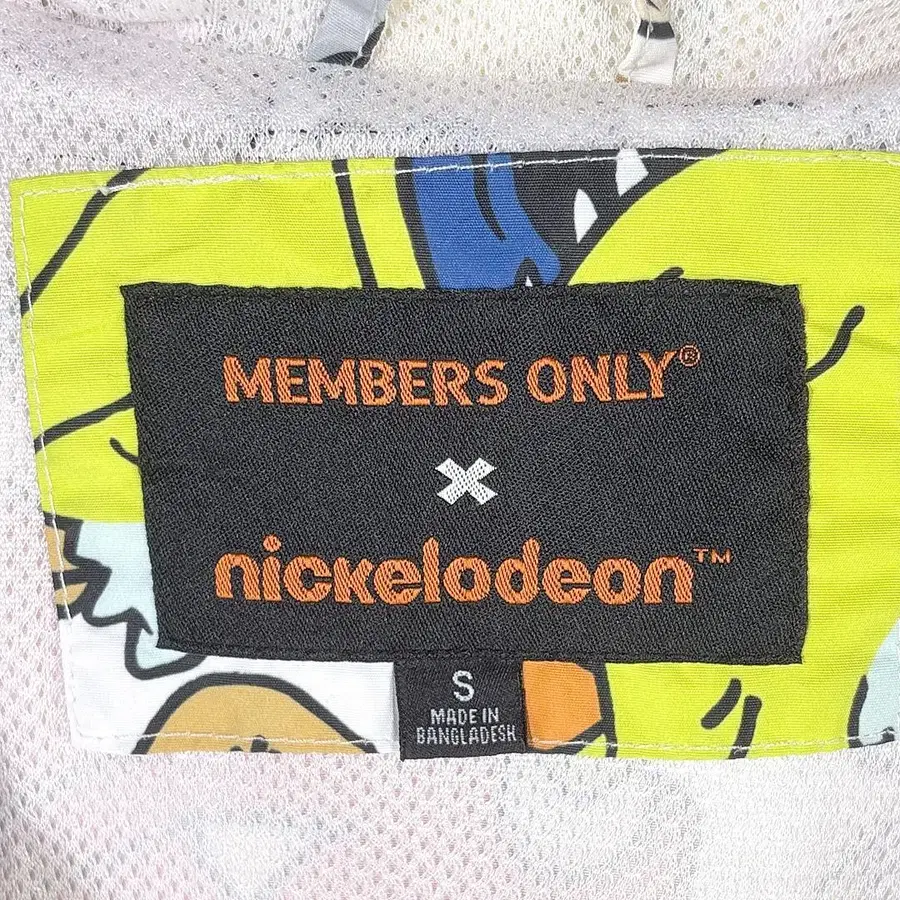 MEMBERS ONLY®
×
nickelodeon™
S
MADE IN
BANGLADESH